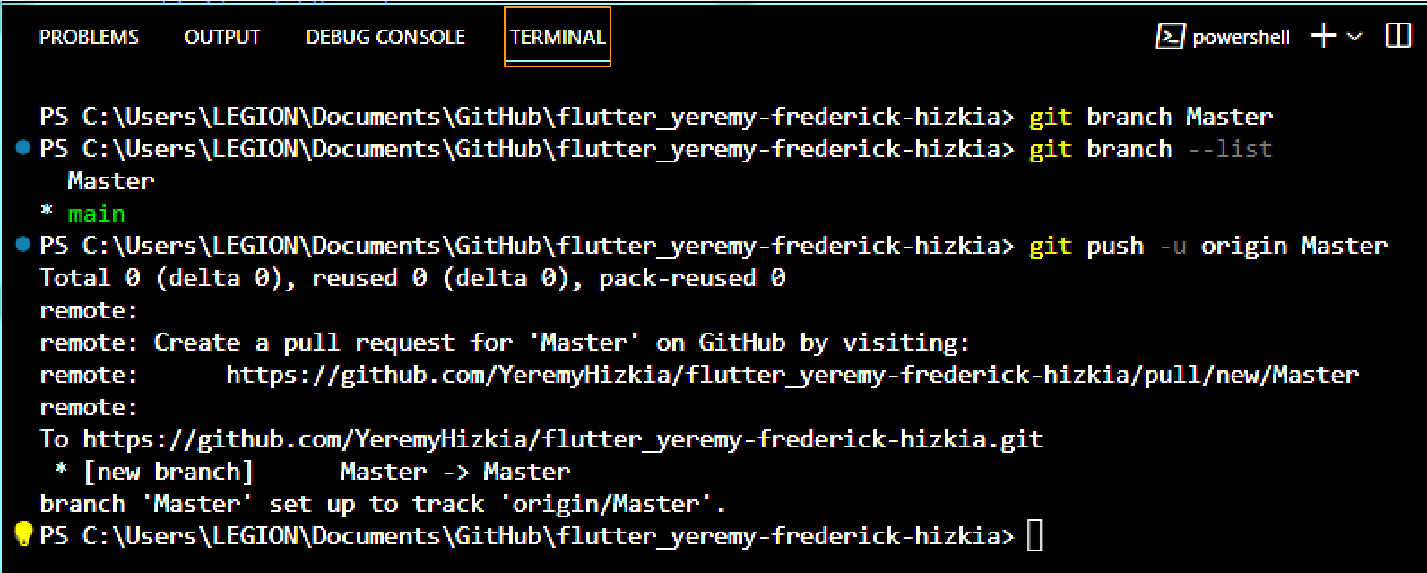 PROBLEMS OUTPUT DEBUG CONSOLE TERMINAL powershell
PS C:\Users\LEGION\Documents\GitHub\flutter_yeremy-frederick-hizkia> git branch Master
PS C:\Users\LEGION\Documents\GitHub\flutter_yeremy-frederick-hizkia> git branch --list
  Master
* main
PS C:\Users\LEGION\Documents\GitHub\flutter_yeremy-frederick-hizkia> git push -u origin Master
Total 0 (delta 0), reused 0 (delta 0), pack-reused 0
remote:
remote: Create a pull request for 'Master' on GitHub by visiting:
remote:      https://github.com/YeremyHizkia/flutter_yeremy-frederick-hizkia/pull/new/Master
remote:
To https://github.com/YeremyHizkia/flutter_yeremy-frederick-hizkia.git
 * [new branch]      Master -> Master
branch 'Master' set up to track 'origin/Master'.
PS C:\Users\LEGION\Documents\GitHub\flutter_yeremy-frederick-hizkia>